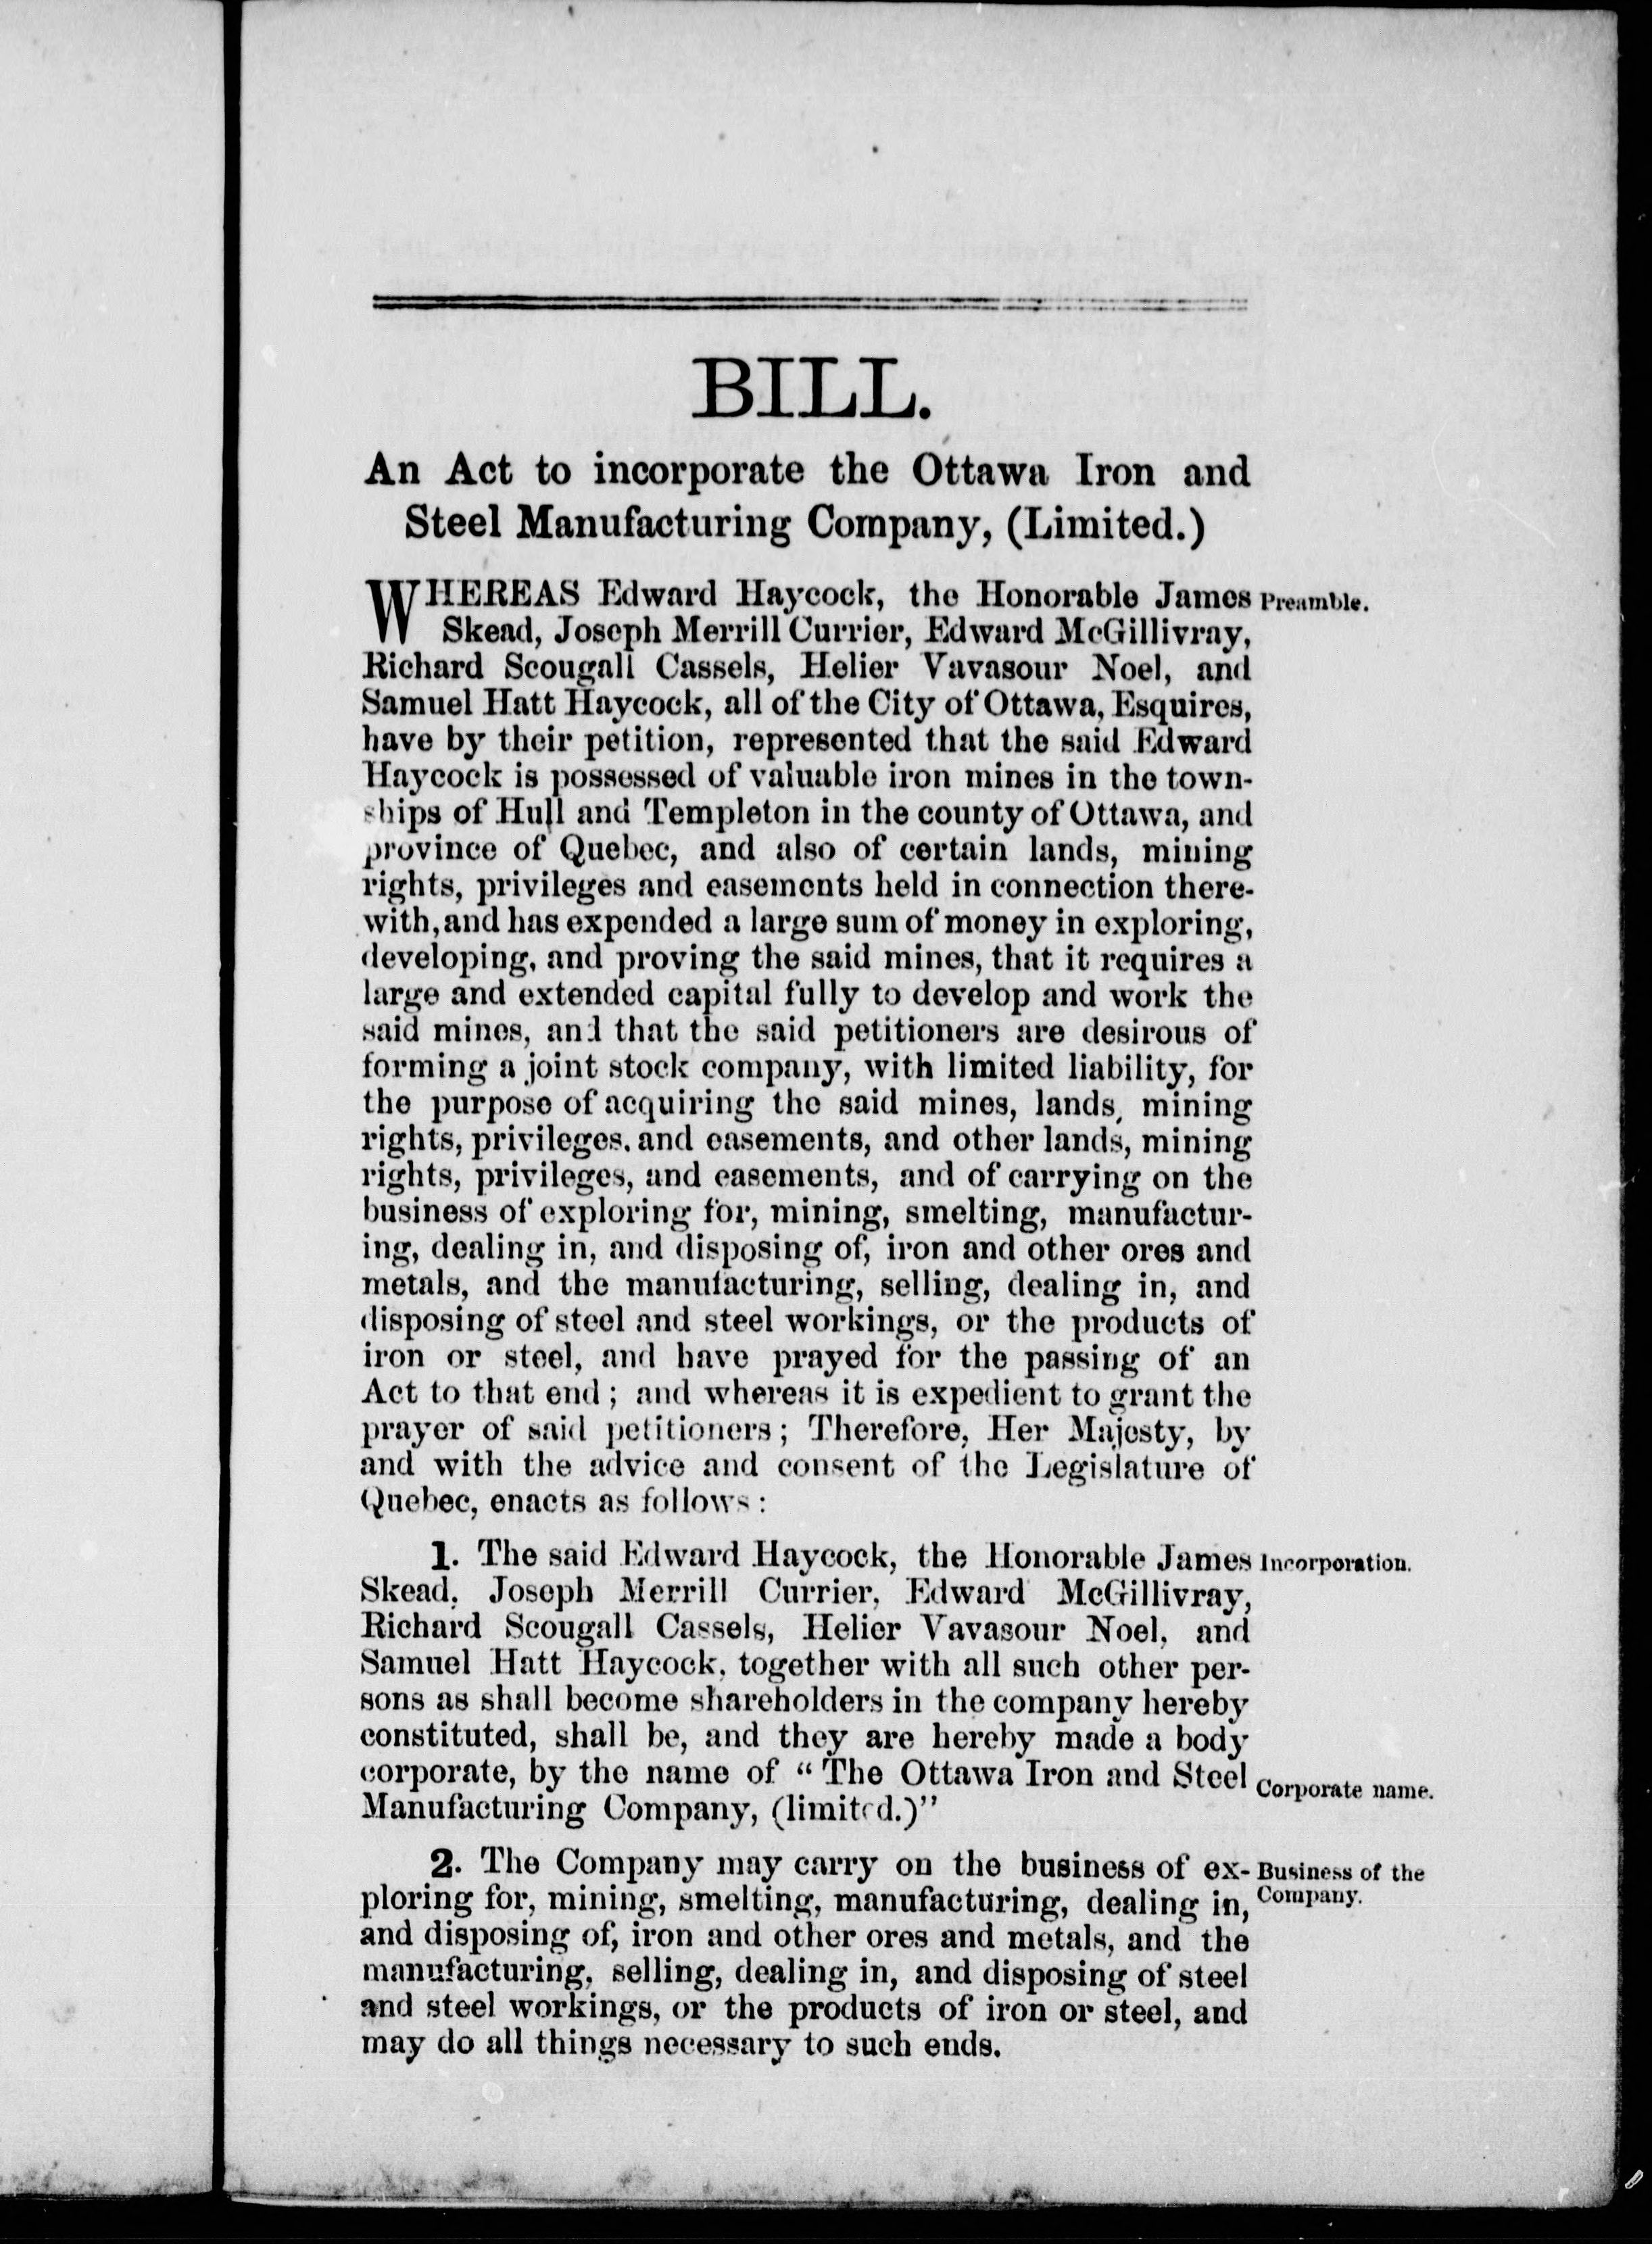 BILL.
An Act to incorporate the Ottawa Iron and
Steel Manufacturing Company, (Limited.)
WHEREAS Edward Haycock, the Honorable James Preamble.
Skead, Joseph Merrill Currier, Edward McGillivray,
Richard Scougall Cassels, Helier Vavasour Noel, and
Samuel Hatt Haycock, all of the City of Ottawa, Esquires,
have by their petition, represented that the said Edward
Haycock is possessed of valuable iron mines in the town-
ships of Hull and Templeton in the county of Ottawa, and
province of Quebec, and also of certain lands, mining
rights, privileges and easements held in connection there-
with, and has expended a large sum of money in exploring,
developing, and proving the said mines, that it requires a
large and extended capital fully to develop and work the
said mines, and that the said petitioners are desirous of
forming a joint stock company, with limited liability, for
the purpose of acquiring the said mines, lands, mining
rights, privileges, and easements, and other lands, mining
rights, privileges, and easements, and of carrying on the
business of exploring for, mining, smelting, manufactur-
ing, dealing in, and disposing of, iron and other ores and
metals, and the manufacturing, selling, dealing in, and
disposing of steel and steel workings, or the products of
iron or steel, and have prayed for the passing of an
Act to that end; and whereas it is expedient to grant the
prayer of said petitioners; Therefore, Her Majesty, by
and with the advice and consent of the Legislature of
Quebec, enacts as follows:
1. The said Edward Haycock, the Honorable James Incorporation.
Skead, Joseph Merrill Currier, Edward McGillivray,
Richard Scougall Cassels, Helier Vavasour Noel, and
Samuel Hatt Haycock, together with all such other per-
sons as shall become shareholders in the company hereby
constituted, shall be, and they are hereby made a body
corporate, by the name of "The Ottawa Iron and Steel Corporate name.
Manufacturing Company, (limited.)"
2. The Company may carry on the business of ex- Business of the
ploring for, mining, smelting, manufacturing, dealing in, Company.
and disposing of, iron and other ores and metals, and the
manufacturing, selling, dealing in, and disposing of steel
and steel workings, or the products of iron or steel, and
may do all things necessary to such ends.